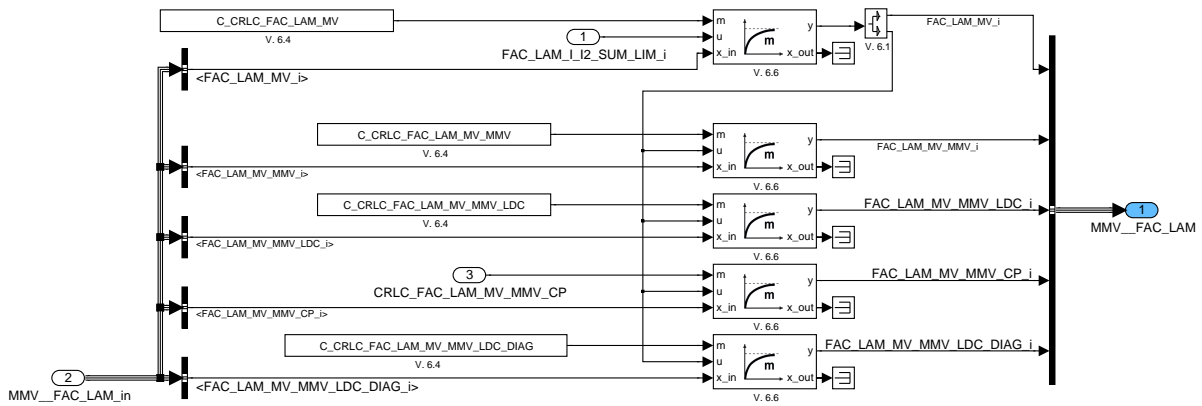 C_CRLC_FAC_LAM_MV
V. 6.4
1
FAC_LAM_I_I2_SUM_LIM_i
<FAC_LAM_MV_i>
m
u
x_in
m
y
x_out
V. 6.6
V. 6.1
FAC_LAM_MV_i
C_CRLC_FAC_LAM_MV_MMV
V. 6.4
<FAC_LAM_MV_MMV_i>
m
u
x_in
m
y
x_out
V. 6.6
FAC_LAM_MV_MMV_i
C_CRLC_FAC_LAM_MV_MMV_LDC
V. 6.4
<FAC_LAM_MV_MMV_LDC_i>
m
u
x_in
m
y
x_out
V. 6.6
FAC_LAM_MV_MMV_LDC_i
1
MMV__FAC_LAM
3
CRLC_FAC_LAM_MV_MMV_CP
<FAC_LAM_MV_MMV_CP_i>
m
u
x_in
m
y
x_out
V. 6.6
FAC_LAM_MV_MMV_CP_i
C_CRLC_FAC_LAM_MV_MMV_LDC_DIAG
V. 6.4
2
MMV__FAC_LAM_in
<FAC_LAM_MV_MMV_LDC_DIAG_i>
m
u
x_in
m
y
x_out
V. 6.6
FAC_LAM_MV_MMV_LDC_DIAG_i